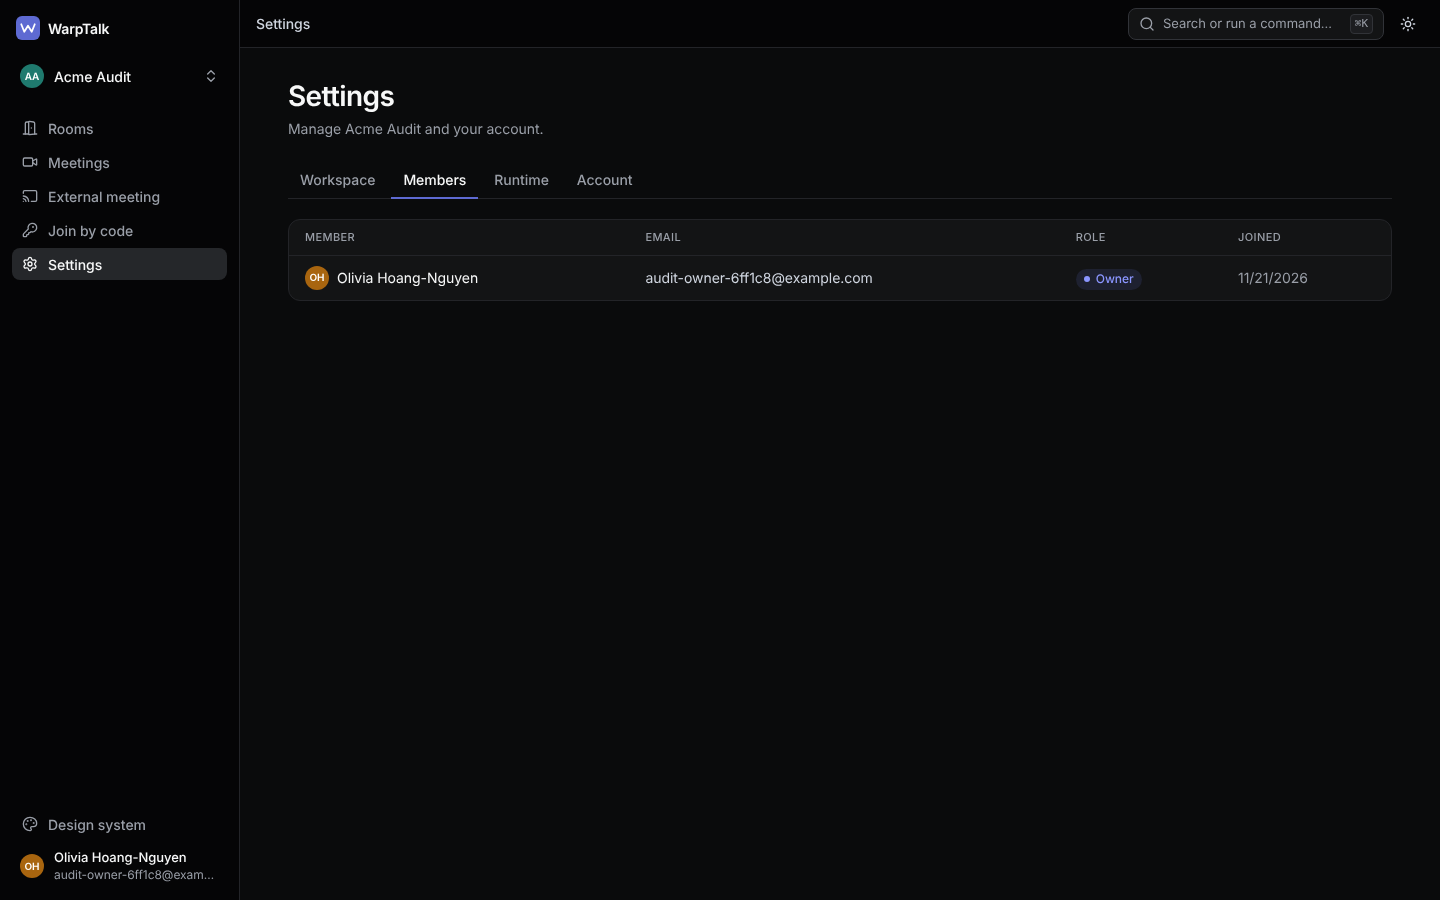 WarpTalk
AA
Acme Audit
Rooms
Meetings
External meeting
Join by code
Settings
Design system
OH
Olivia Hoang-Nguyen
audit-owner-6ff1c8@exam...
Settings
Search or run a command...
⌘K
Settings
Manage Acme Audit and your account.
Workspace Members Runtime Account
MEMBER EMAIL ROLE JOINED
OH Olivia Hoang-Nguyen audit-owner-6ff1c8@example.com Owner 11/21/2026